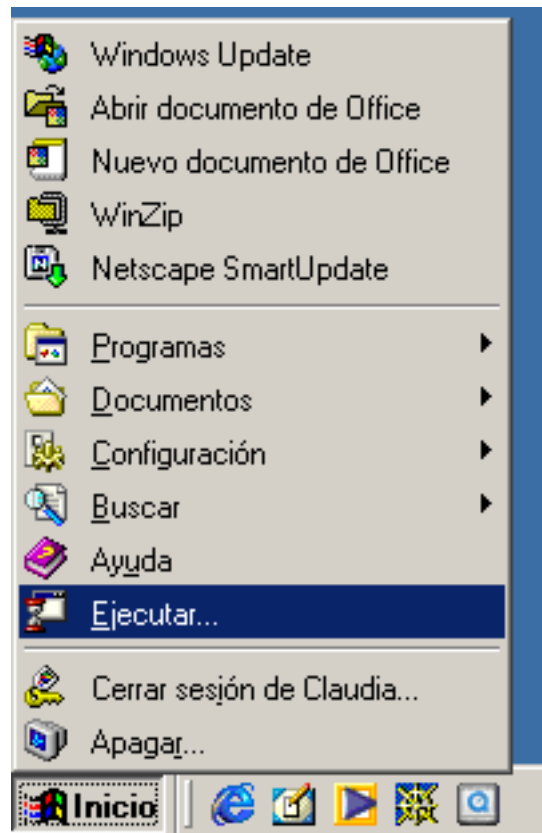 Windows Update
Abrir documento de Office
Nuevo documento de Office
WinZip
Netscape SmartUpdate
Programas
Documentos
Configuración
Buscar
Ayuda
Ejecutar...
Cerrar sesión de Claudia...
Apagar...
Inicio